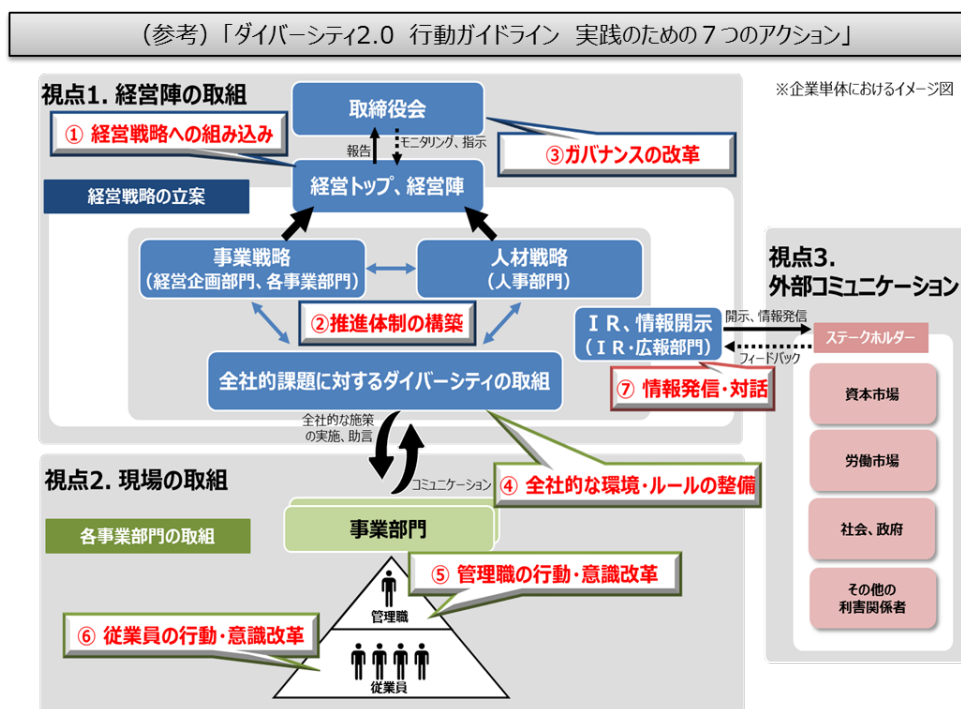 （参考）「ダイバーシティ2.0 行動ガイドライン 実践のための７つのアクション」
※企業単体におけるイメージ図
視点1. 経営陣の取組
取締役会
① 経営戦略への組み込み
報告
モニタリング、指示
③ガバナンスの改革
経営トップ、経営陣
経営戦略の立案
事業戦略
（経営企画部門、各事業部門）
人材戦略
（人事部門）
②推進体制の構築
全社的課題に対するダイバーシティの取組
ＩＲ、情報開示
（ＩＲ・広報部門）
⑦ 情報発信・対話
視点3.
外部コミュニケーション
開示、情報発信
フィードバック
ステークホルダー
資本市場
労働市場
社会、政府
その他の
利害関係者
全社的な施策
の実施、助言
コミュニケーション
④ 全社的な環境・ルールの整備
視点2. 現場の取組
各事業部門の取組
事業部門
⑤ 管理職の行動・意識改革
管理職
⑥ 従業員の行動・意識改革
従業員